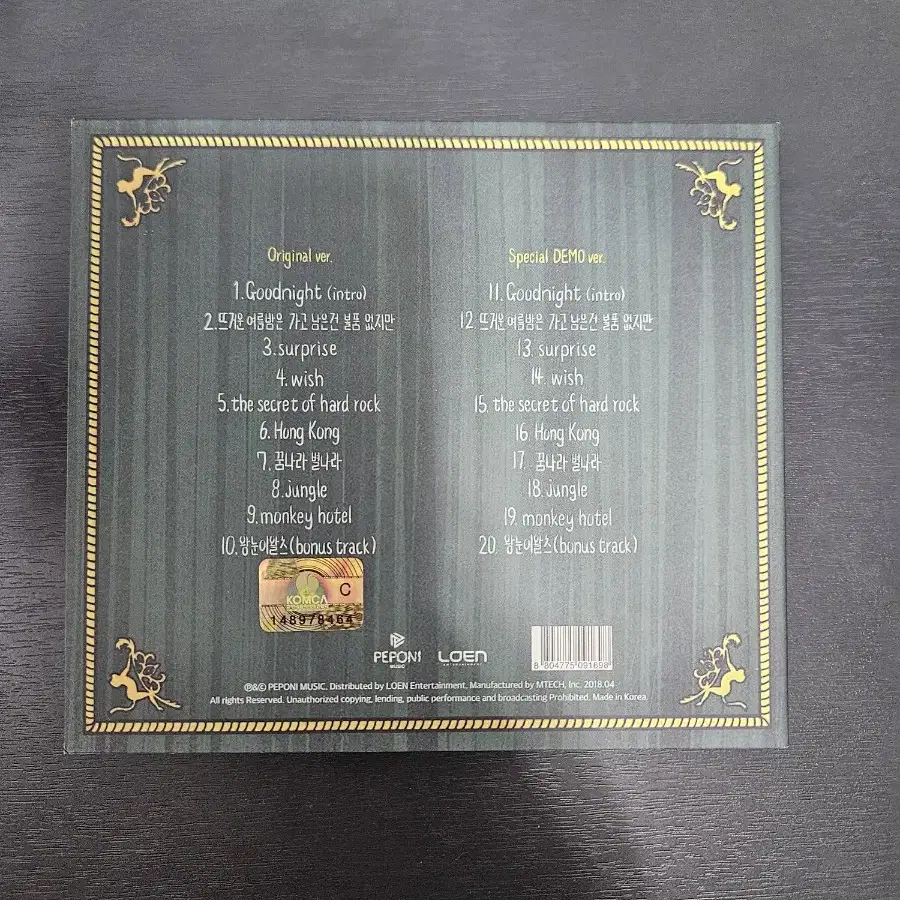 Original ver.
1. Goodnight (intro)
2. 뜨거운 여름밤은 가고 남은건 볼품 없지만
3. surprise
4. wish
5. the secret of hard rock
6. Hong Kong
7. 꿈나라 별나라
8. Jungle
9. monkey hotel
10. 왕눈이왈츠 (bonus track)
Special DEMO ver.
11. Goodnight (intro)
12. 뜨거운 여름밤은 가고 남은건 볼품 없지만
13. surprise
14. wish
15. the secret of hard rock
16. Hong Kong
17. 꿈나라 별나라
18. Jungle
19. monkey hotel
20. 왕눈이왈츠 (bonus track)
KOMCA
C
148979464
PEPONI
MUSIC
LOEN
8 804775 091698
℗&© PEPONI MUSIC. Distributed by LOEN Entertainment, Manufactured by MTECH, Inc. 2018.04
All rights Reserved. Unauthorized copying, lending, public performance and broadcasting Prohibited. Made in Korea.